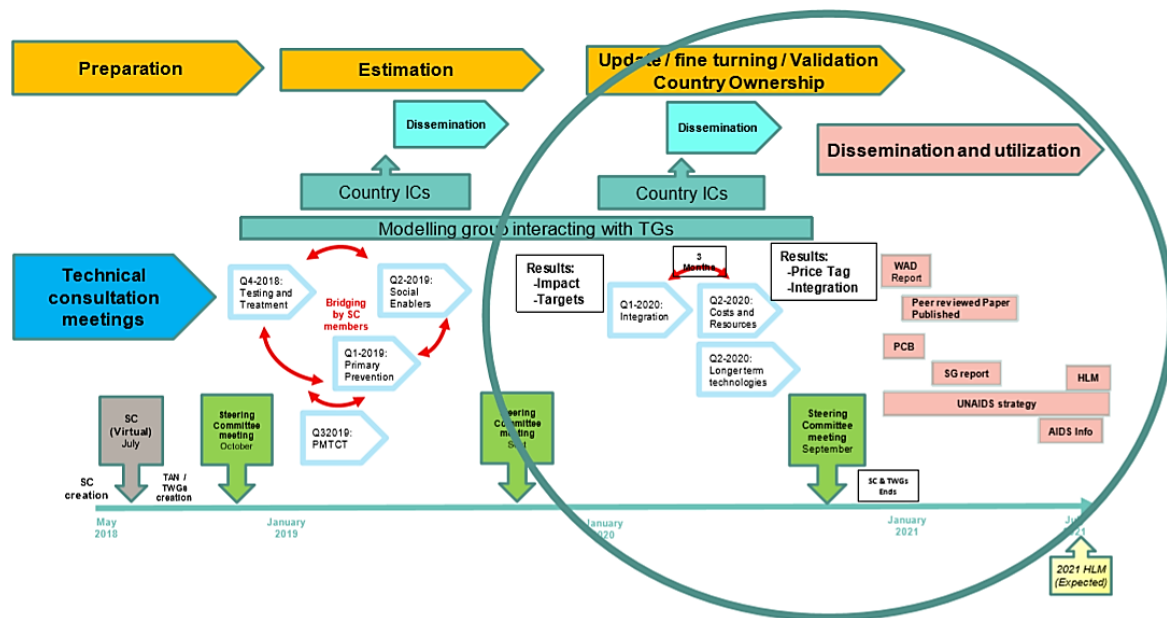 Preparation
Estimation
Update / fine turning / Validation
Country Ownership
Dissemination
Dissemination
Dissemination and utilization
Country ICs
Country ICs
Modelling group interacting with TGs
Technical
consultation
meetings
Q4-2018:
Testing and
Treatment
Bridging
by SC
members
Q2-2019:
Social
Enablers
Q1-2019:
Primary
Prevention
Q32019:
PMTCT
Results:
-Impact
-Targets
3
Months
Q1-2020:
Integration
Q2-2020:
Costs and
Resources
Q2-2020:
Longer term
technologies
Results:
-Price Tag
-Integration
WAD
Report
Peer reviewed Paper
Published
PCB
SG report
HLM
UNAIDS strategy
AIDS Info
SC
(Virtual)
July
Steering
Committee
meeting
October
Steering
Committee
meeting
Steering
Committee
meeting
September
SC creation
TAN /
TWGs
creation
SC & TWGs
Ends
May
2018
January
2019
January
2020
January
2021
2021 HLM
(Expected)